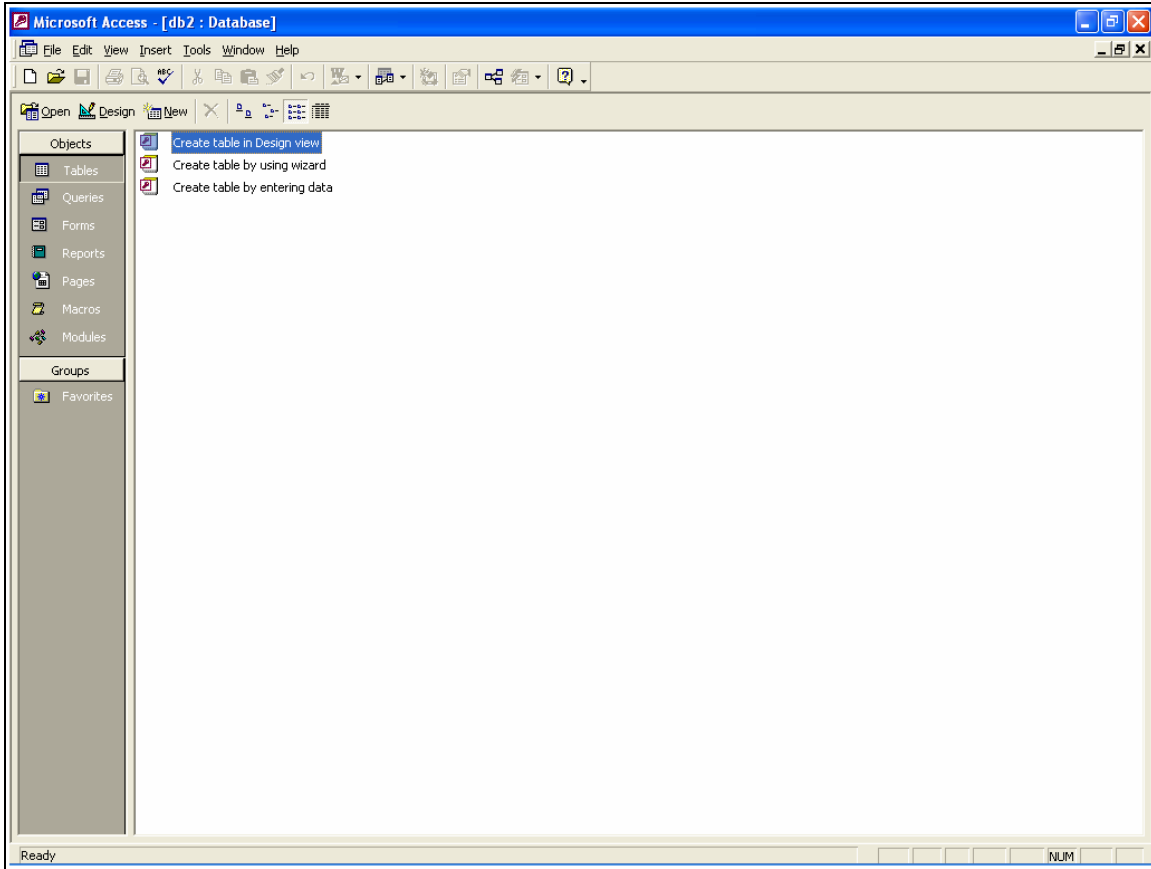 Microsoft Access - [db2 : Database]
File Edit View Insert Tools Window Help
Open Design New
Objects
Tables
Queries
Forms
Reports
Pages
Macros
Modules
Groups
Favorites
Create table in Design view
Create table by using wizard
Create table by entering data
Ready
NUM